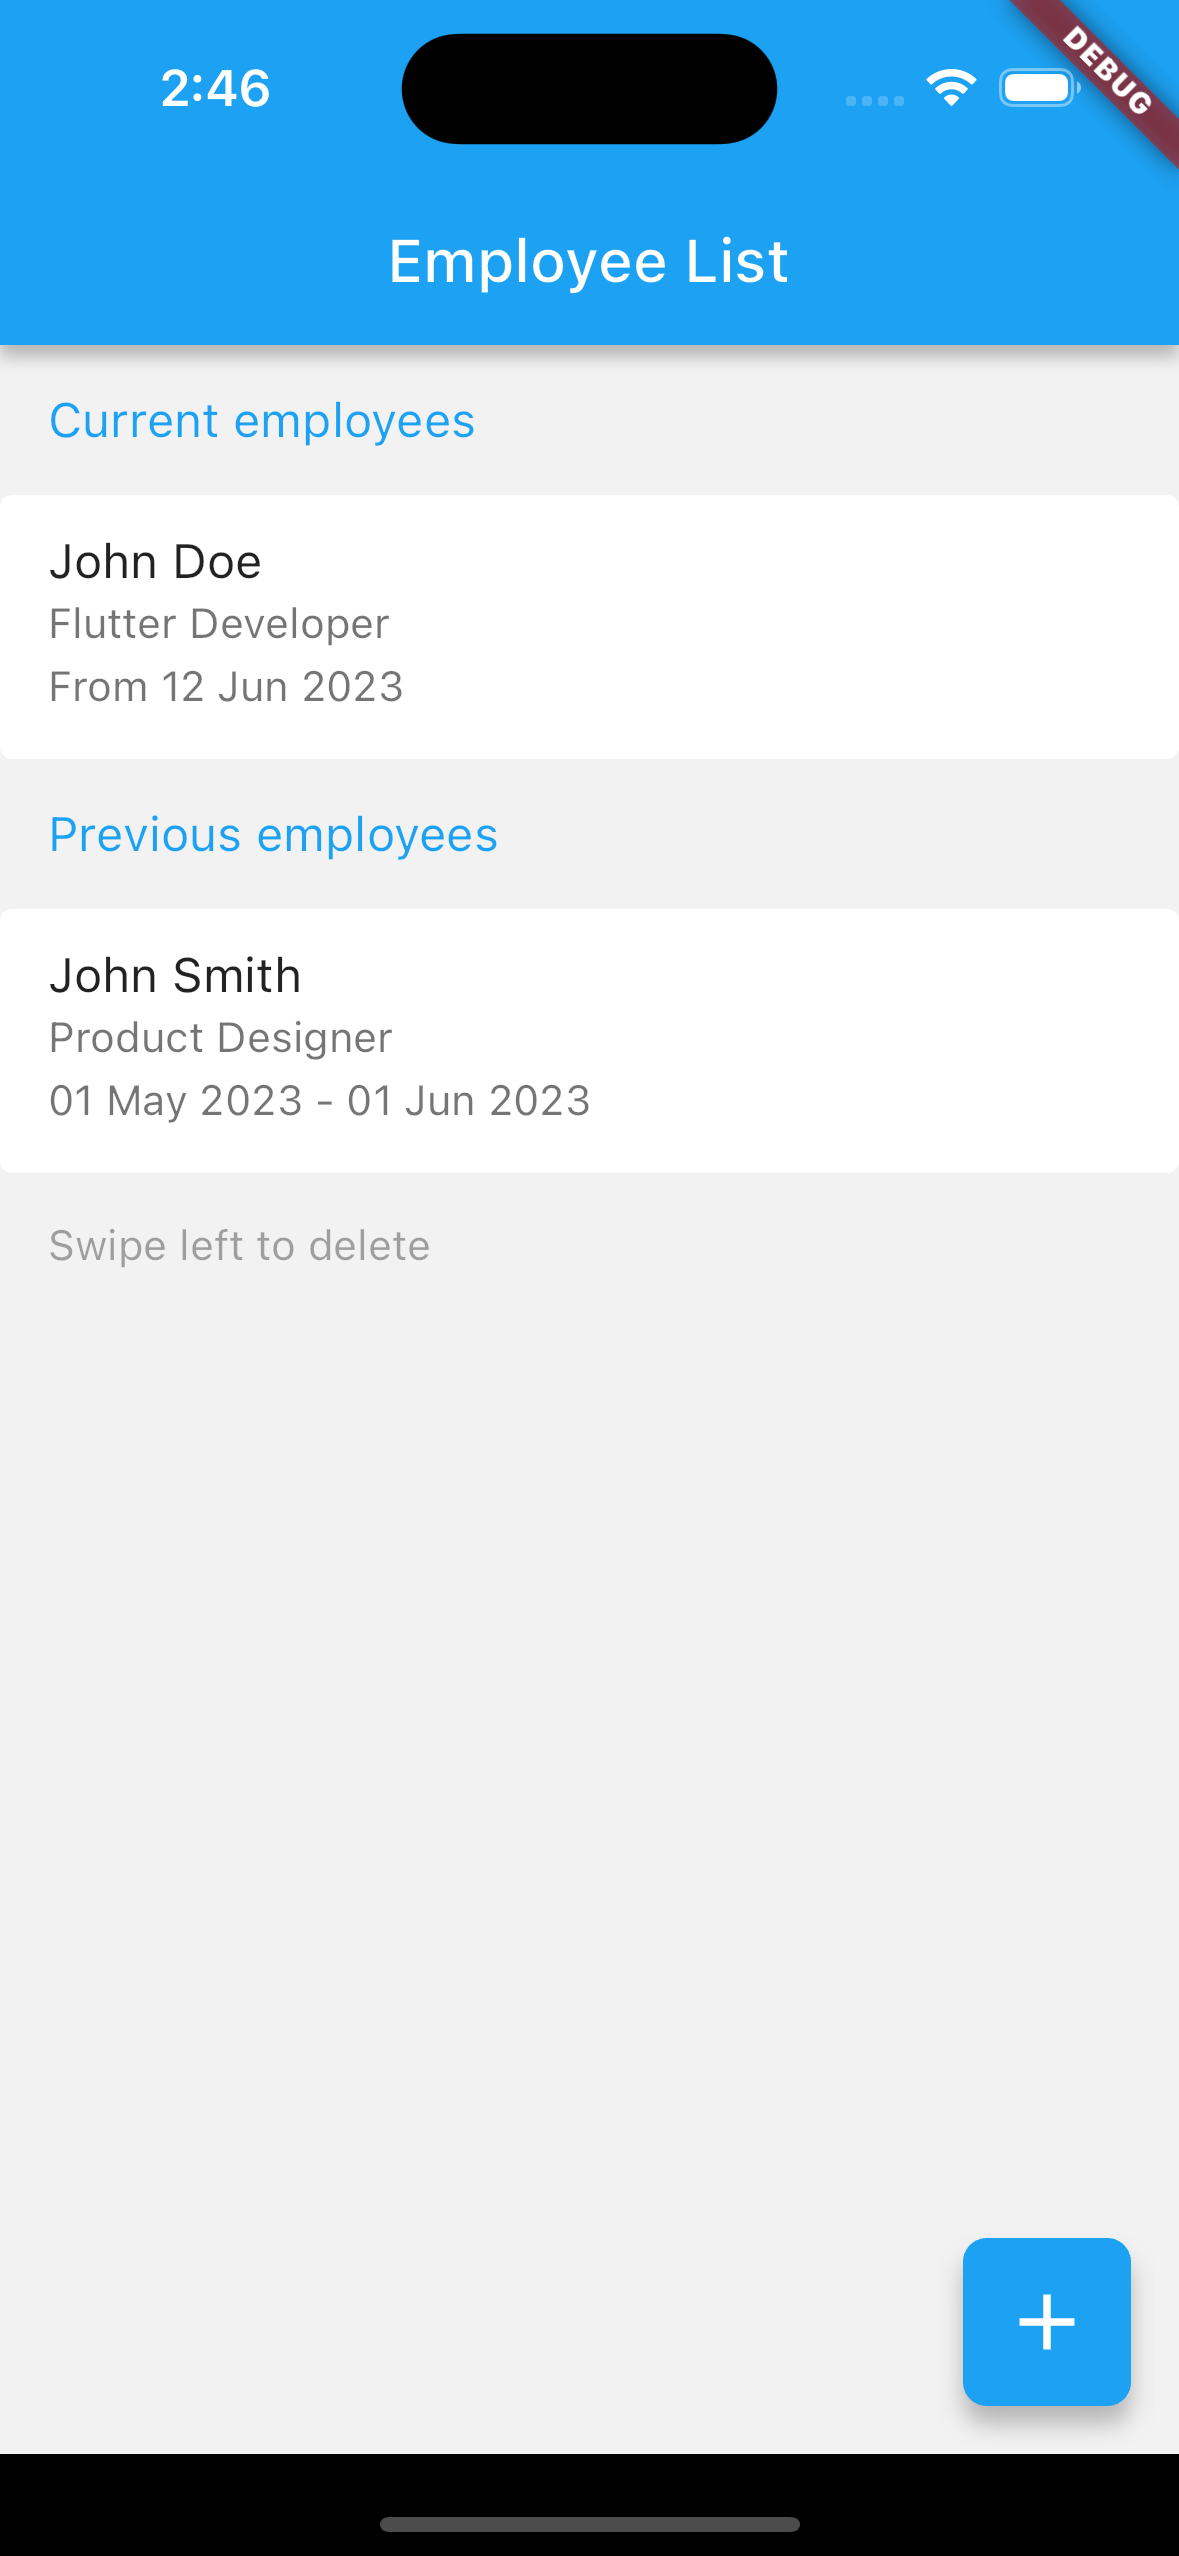 2:46
DEBUG
Employee List
Current employees
John Doe
Flutter Developer
From 12 Jun 2023
Previous employees
John Smith
Product Designer
01 May 2023 - 01 Jun 2023
Swipe left to delete